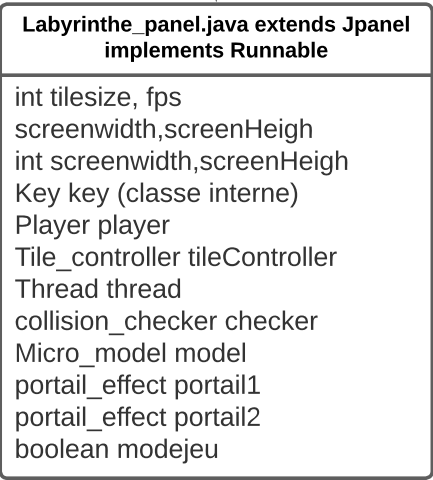 Labyrinthe_panel.java extends Jpanel
implements Runnable
int tilesize, fps
screenwidth,screenHeigh
int screenwidth,screenHeigh
Key key (classe interne)
Player player
Tile_controller tileController
Thread thread
collision_checker checker
Micro_model model
portail_effect portail1
portail_effect portail2
boolean modejeu